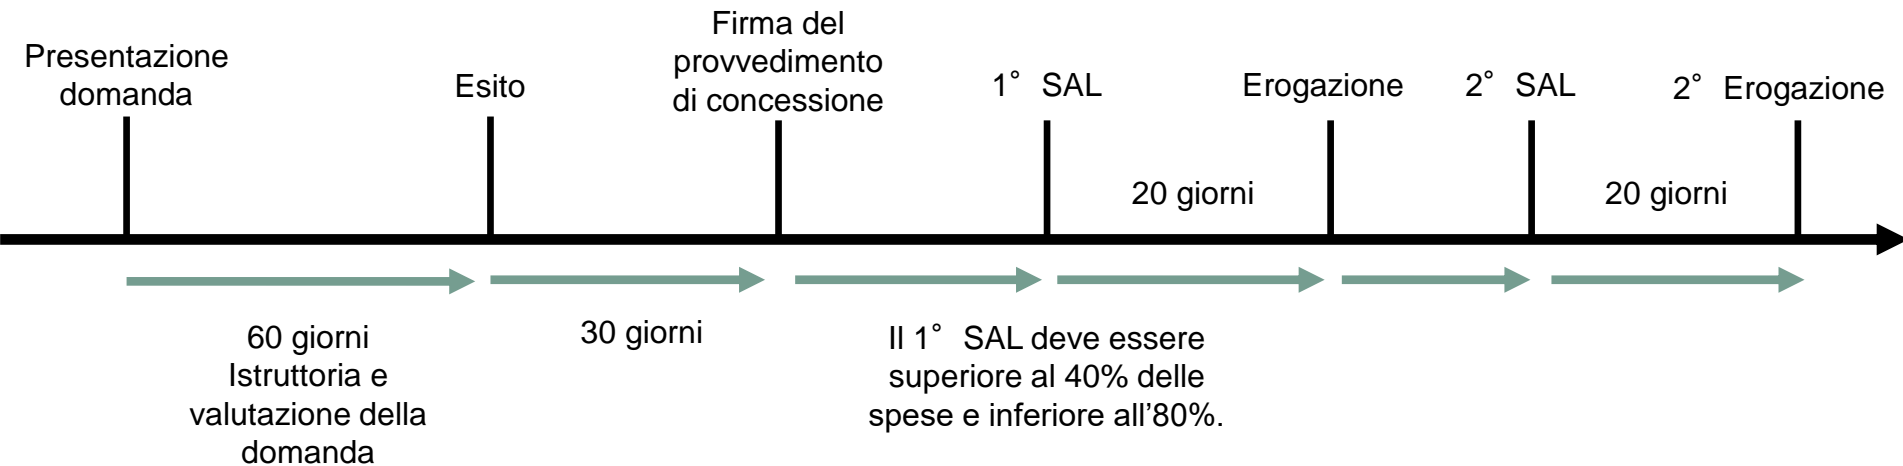 Presentazione
domanda
Esito
Firma del
provvedimento
di concessione
1° SAL
Erogazione
2° SAL
2° Erogazione
20 giorni
20 giorni
60 giorni
Istruttoria e
valutazione della
domanda
30 giorni
Il 1° SAL deve essere
superiore al 40% delle
spese e inferiore all'80%.